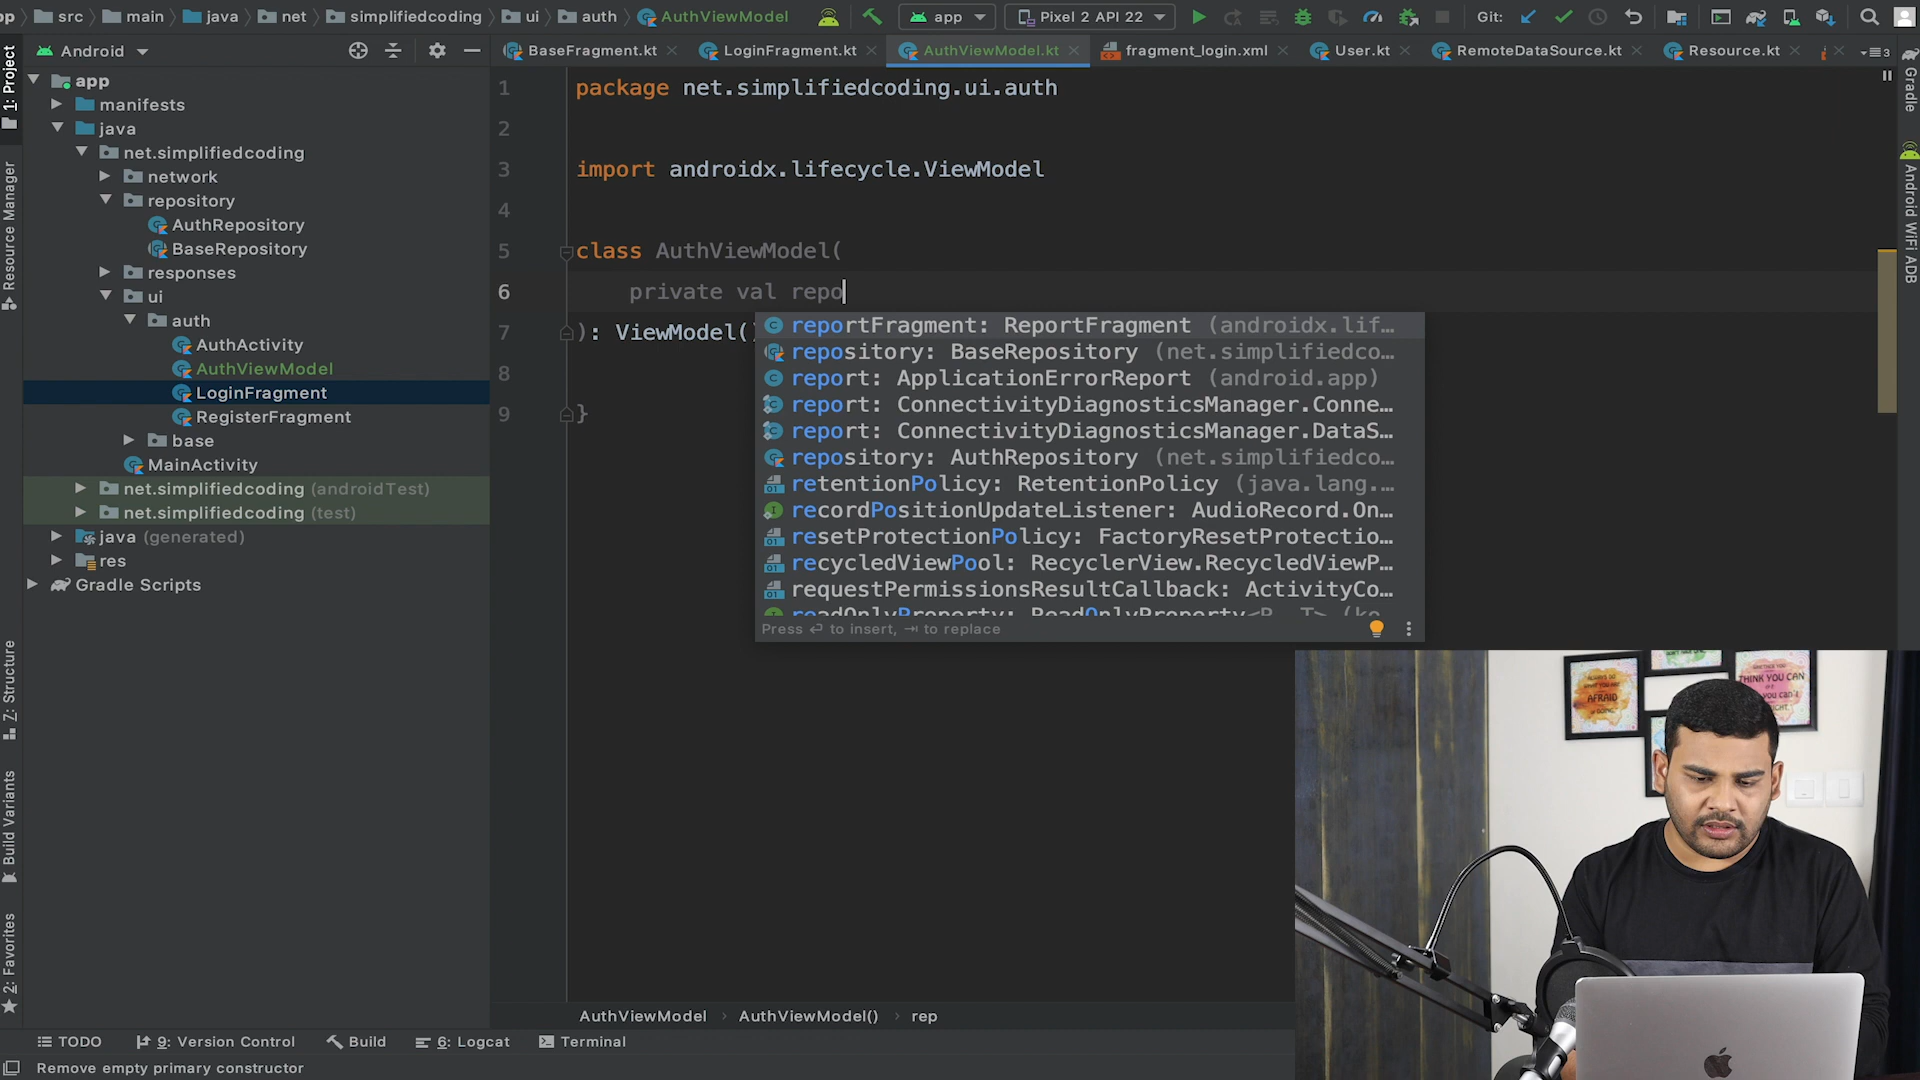 src main java net simplifiedcoding ui auth AuthViewModel app Pixel 2 API 22 Git:
Android
BaseFragment.kt LoginFragment.kt AuthViewModel.kt fragment_login.xml User.kt RemoteDataSource.kt Resource.kt 3
1: Project
Resource Manager
Z: Structure
Build Variants
2: Favorites
app
manifests
java
net.simplifiedcoding
network
repository
AuthRepository
BaseRepository
responses
ui
auth
AuthActivity
AuthViewModel
LoginFragment
RegisterFragment
base
MainActivity
net.simplifiedcoding (androidTest)
net.simplifiedcoding (test)
java (generated)
res
Gradle Scripts
1 package net.simplifiedcoding.ui.auth
2
3 import androidx.lifecycle.ViewModel
4
5 class AuthViewModel(
6 private val repo
7 ): ViewModel()
8
9 }
reportFragment: ReportFragment (androidx.lif…
repository: BaseRepository (net.simplifiedco…
report: ApplicationErrorReport (android.app)
report: ConnectivityDiagnosticsManager.Conne…
report: ConnectivityDiagnosticsManager.DataS…
repository: AuthRepository (net.simplifiedco…
retentionPolicy: RetentionPolicy (java.lang.…
recordPositionUpdateListener: AudioRecord.On…
resetProtectionPolicy: FactoryResetProtectio…
recycledViewPool: RecyclerView.RecycledViewP…
requestPermissionsResultCallback: ActivityCo…
readOnlyProperty: ReadOnlyProperty<R, T> (ko…
Press ⏎ to insert, ⇥ to replace
Gradle
Android WiFi ADB
AFRAID
THINK YOU CAN
AuthViewModel › AuthViewModel() › rep
TODO 9: Version Control Build 6: Logcat Terminal
Remove empty primary constructor